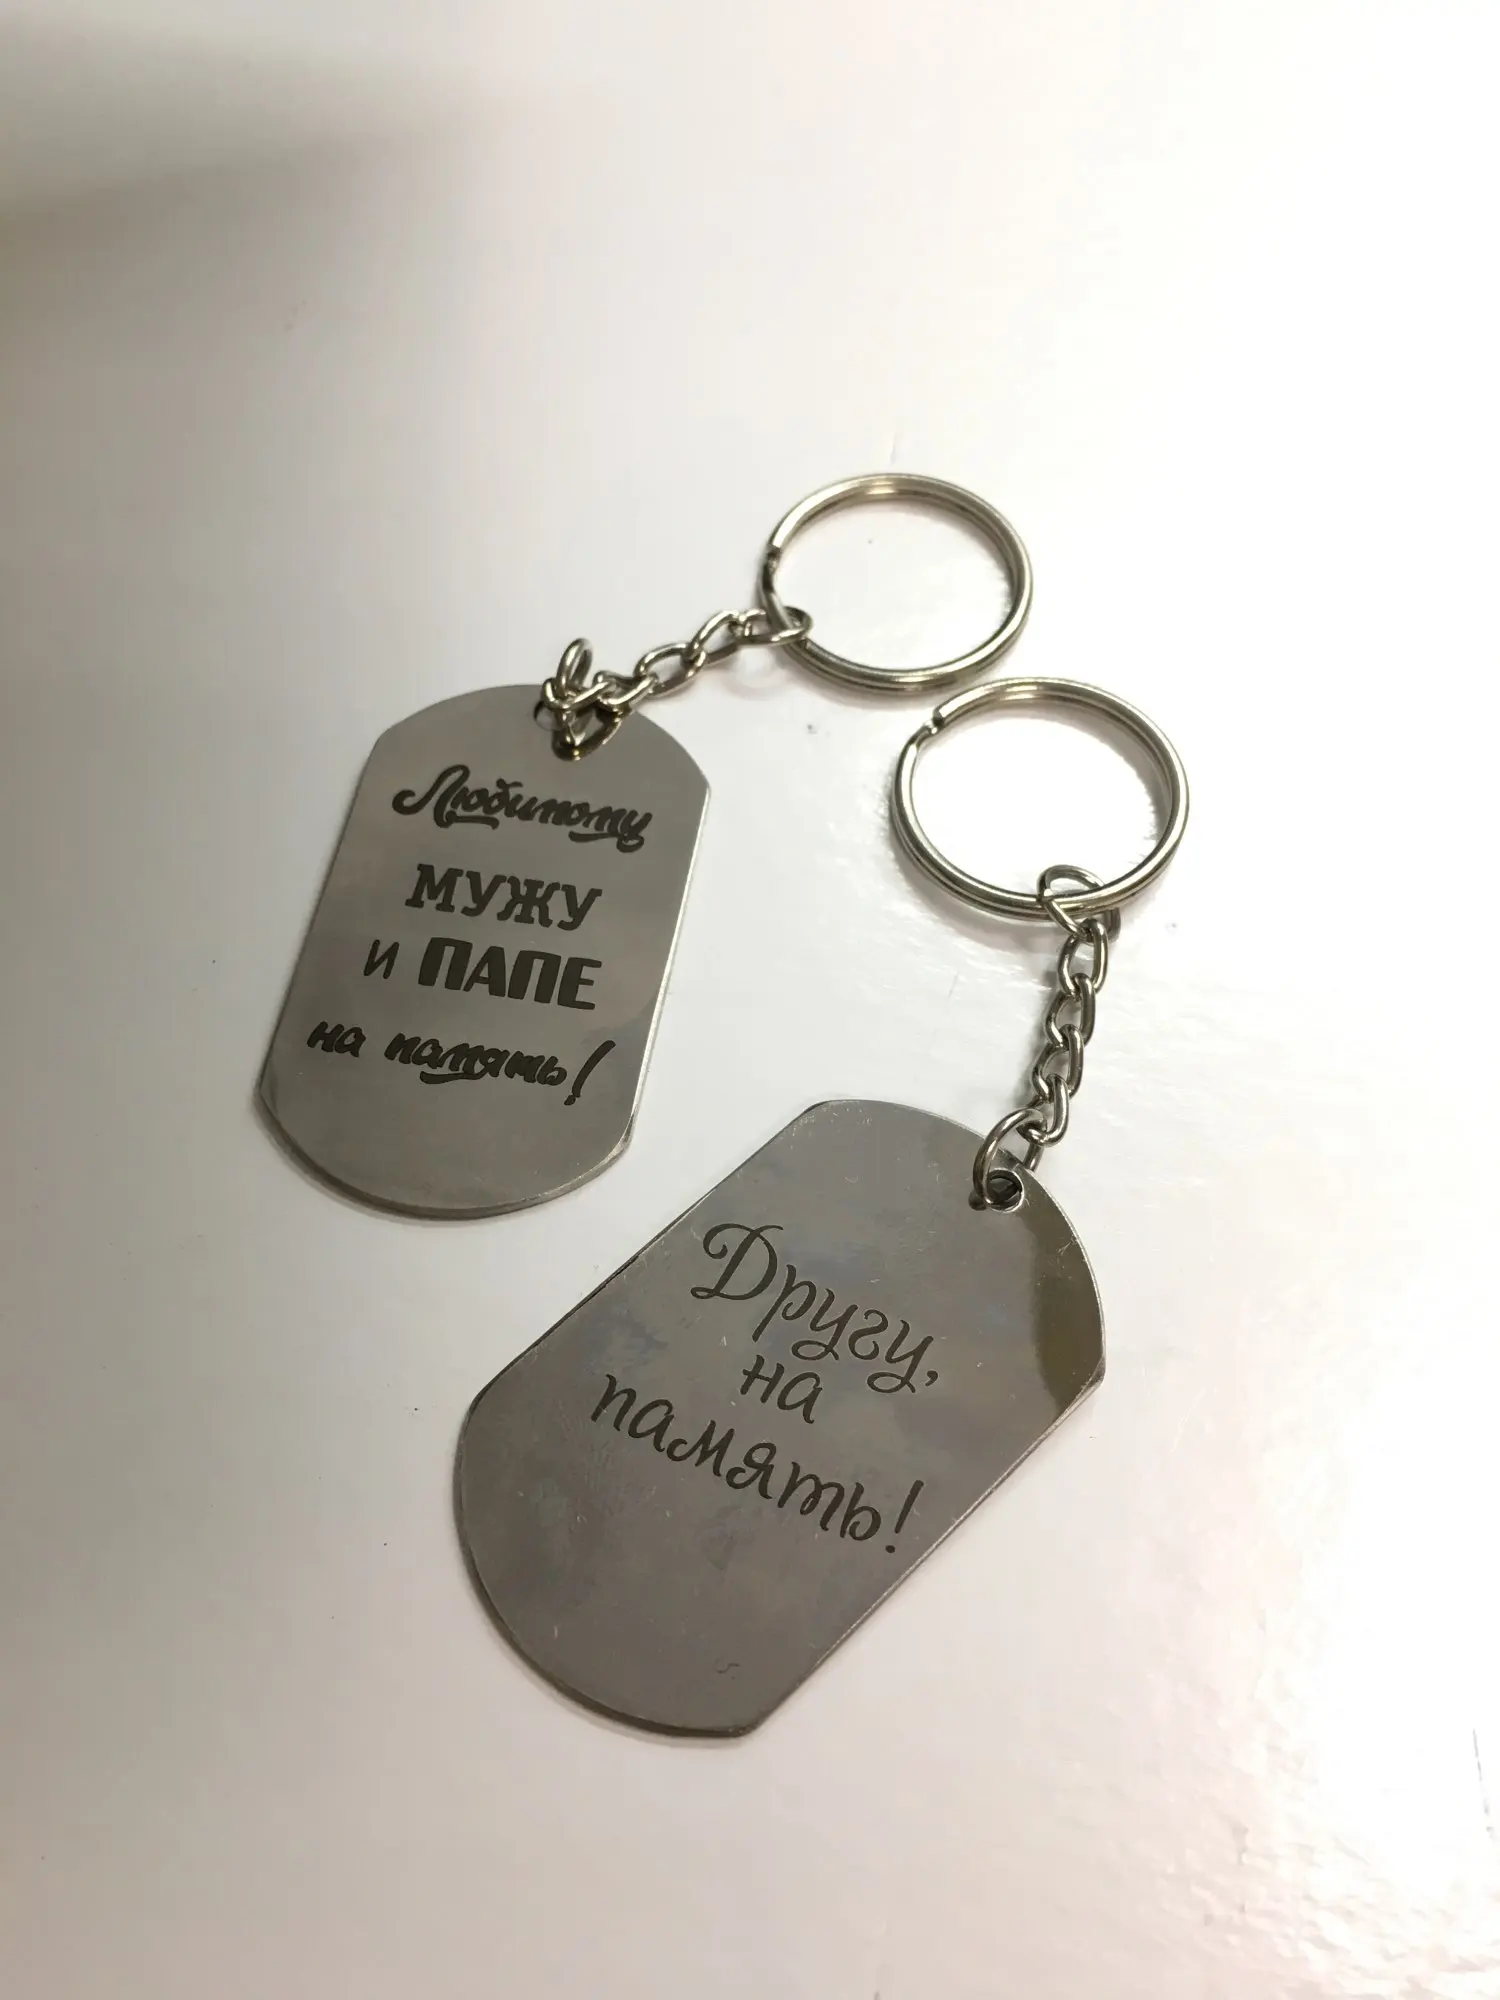 Любимому
МУЖУ
и ПАПЕ
на память!
Другу,
на
память!